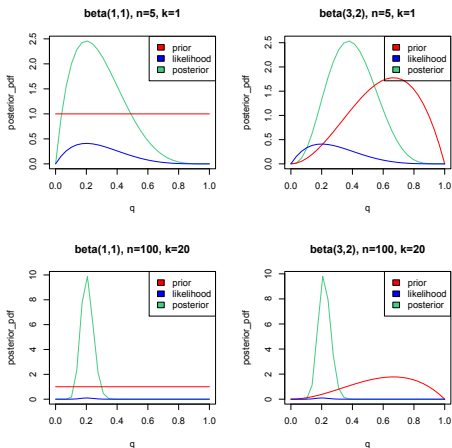 beta(1,1), n=5, k=1
posterior_pdf
2.5
2.0
1.5
1.0
0.5
0.0
prior
likelihood
posterior
0.0 0.2 0.4 0.6 0.8 1.0
q
beta(3,2), n=5, k=1
posterior_pdf
2.5
2.0
1.5
1.0
0.5
0.0
prior
likelihood
posterior
0.0 0.2 0.4 0.6 0.8 1.0
q
beta(1,1), n=100, k=20
posterior_pdf
10
8
6
4
2
0
prior
likelihood
posterior
0.0 0.2 0.4 0.6 0.8 1.0
q
beta(3,2), n=100, k=20
posterior_pdf
10
8
6
4
2
0
prior
likelihood
posterior
0.0 0.2 0.4 0.6 0.8 1.0
q